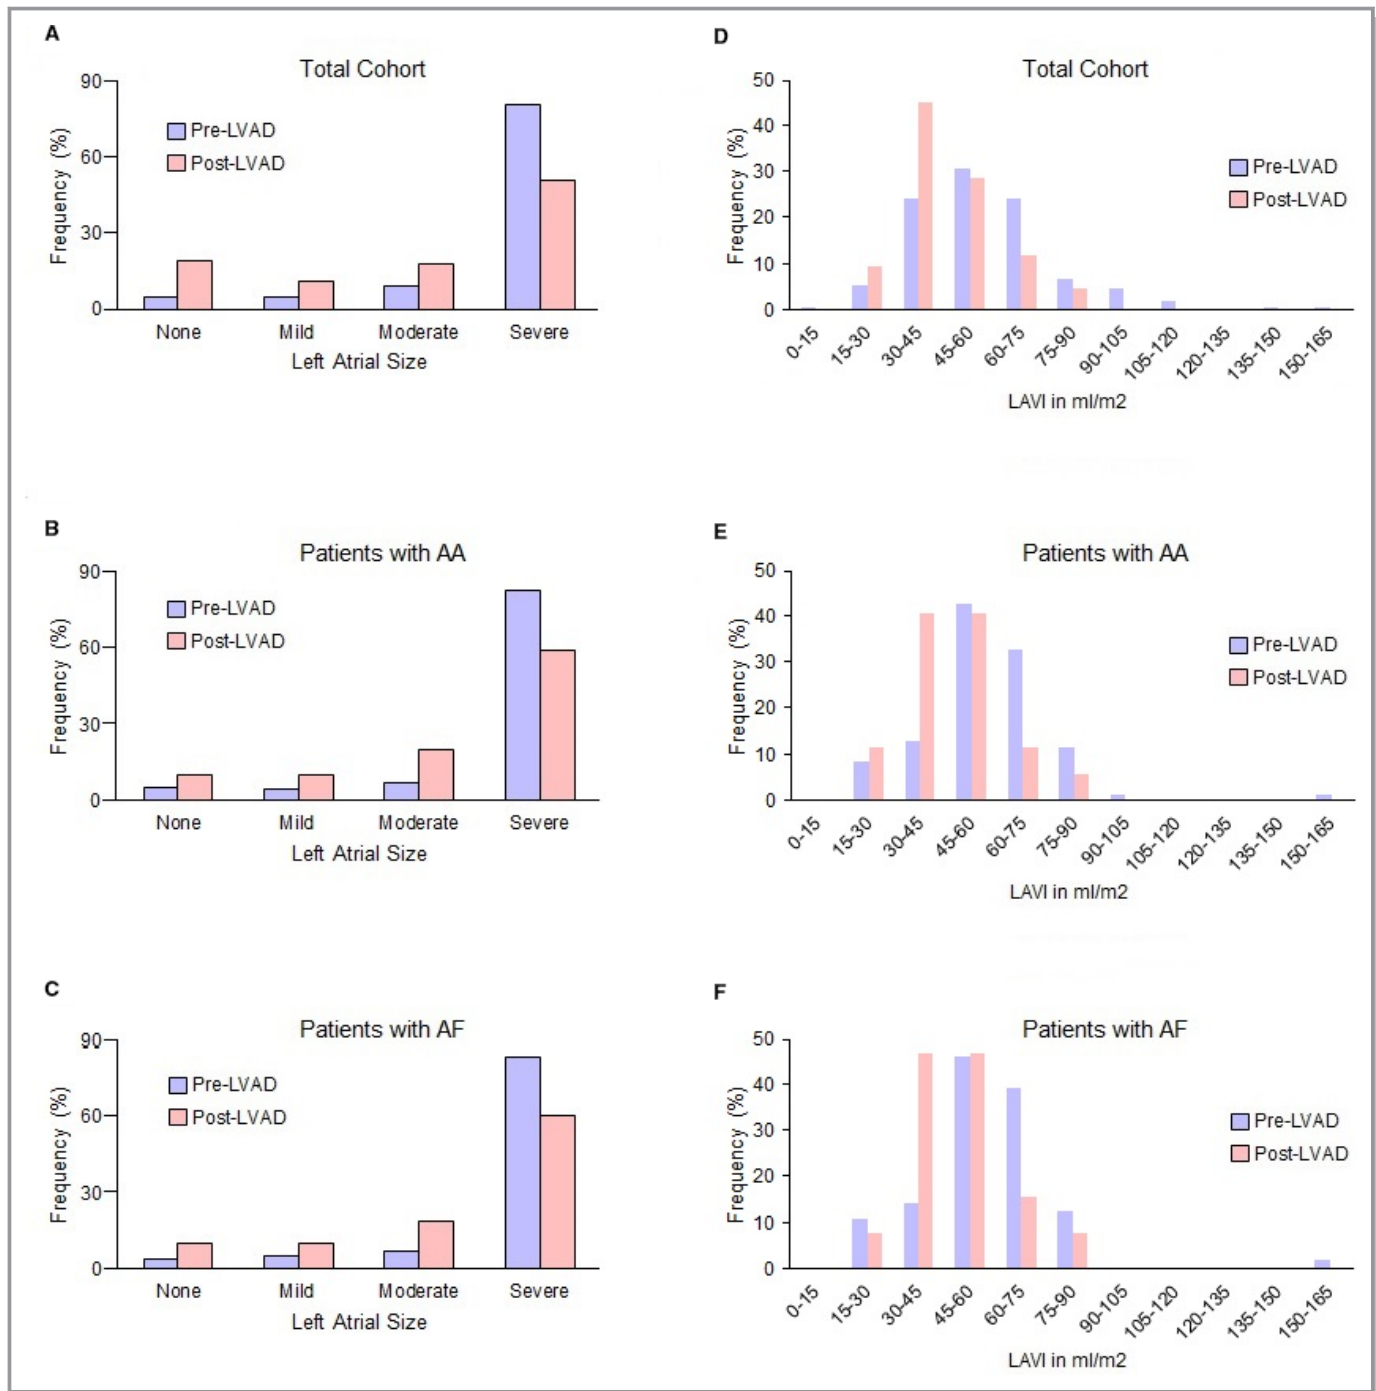 A
Total Cohort
90
60
30
0
Frequency (%)
Pre-LVAD
Post-LVAD
None Mild Moderate Severe
Left Atrial Size
D
Total Cohort
50
40
30
20
10
0
Frequency (%)
Pre-LVAD
Post-LVAD
0-15 15-30 30-45 45-60 60-75 75-90 90-105 105-120 120-135 135-150 150-165
LAVI in ml/m2
B
Patients with AA
90
60
30
0
Frequency (%)
Pre-LVAD
Post-LVAD
None Mild Moderate Severe
Left Atrial Size
E
Patients with AA
50
40
30
20
10
0
Frequency (%)
Pre-LVAD
Post-LVAD
0-15 15-30 30-45 45-60 60-75 75-90 90-105 105-120 120-135 135-150 150-165
LAVI in ml/m2
C
Patients with AF
90
60
30
0
Frequency (%)
Pre-LVAD
Post-LVAD
None Mild Moderate Severe
Left Atrial Size
F
Patients with AF
50
40
30
20
10
0
Frequency (%)
Pre-LVAD
Post-LVAD
0-15 15-30 30-45 45-60 60-75 75-90 90-105 105-120 120-135 135-150 150-165
LAVI in ml/m2